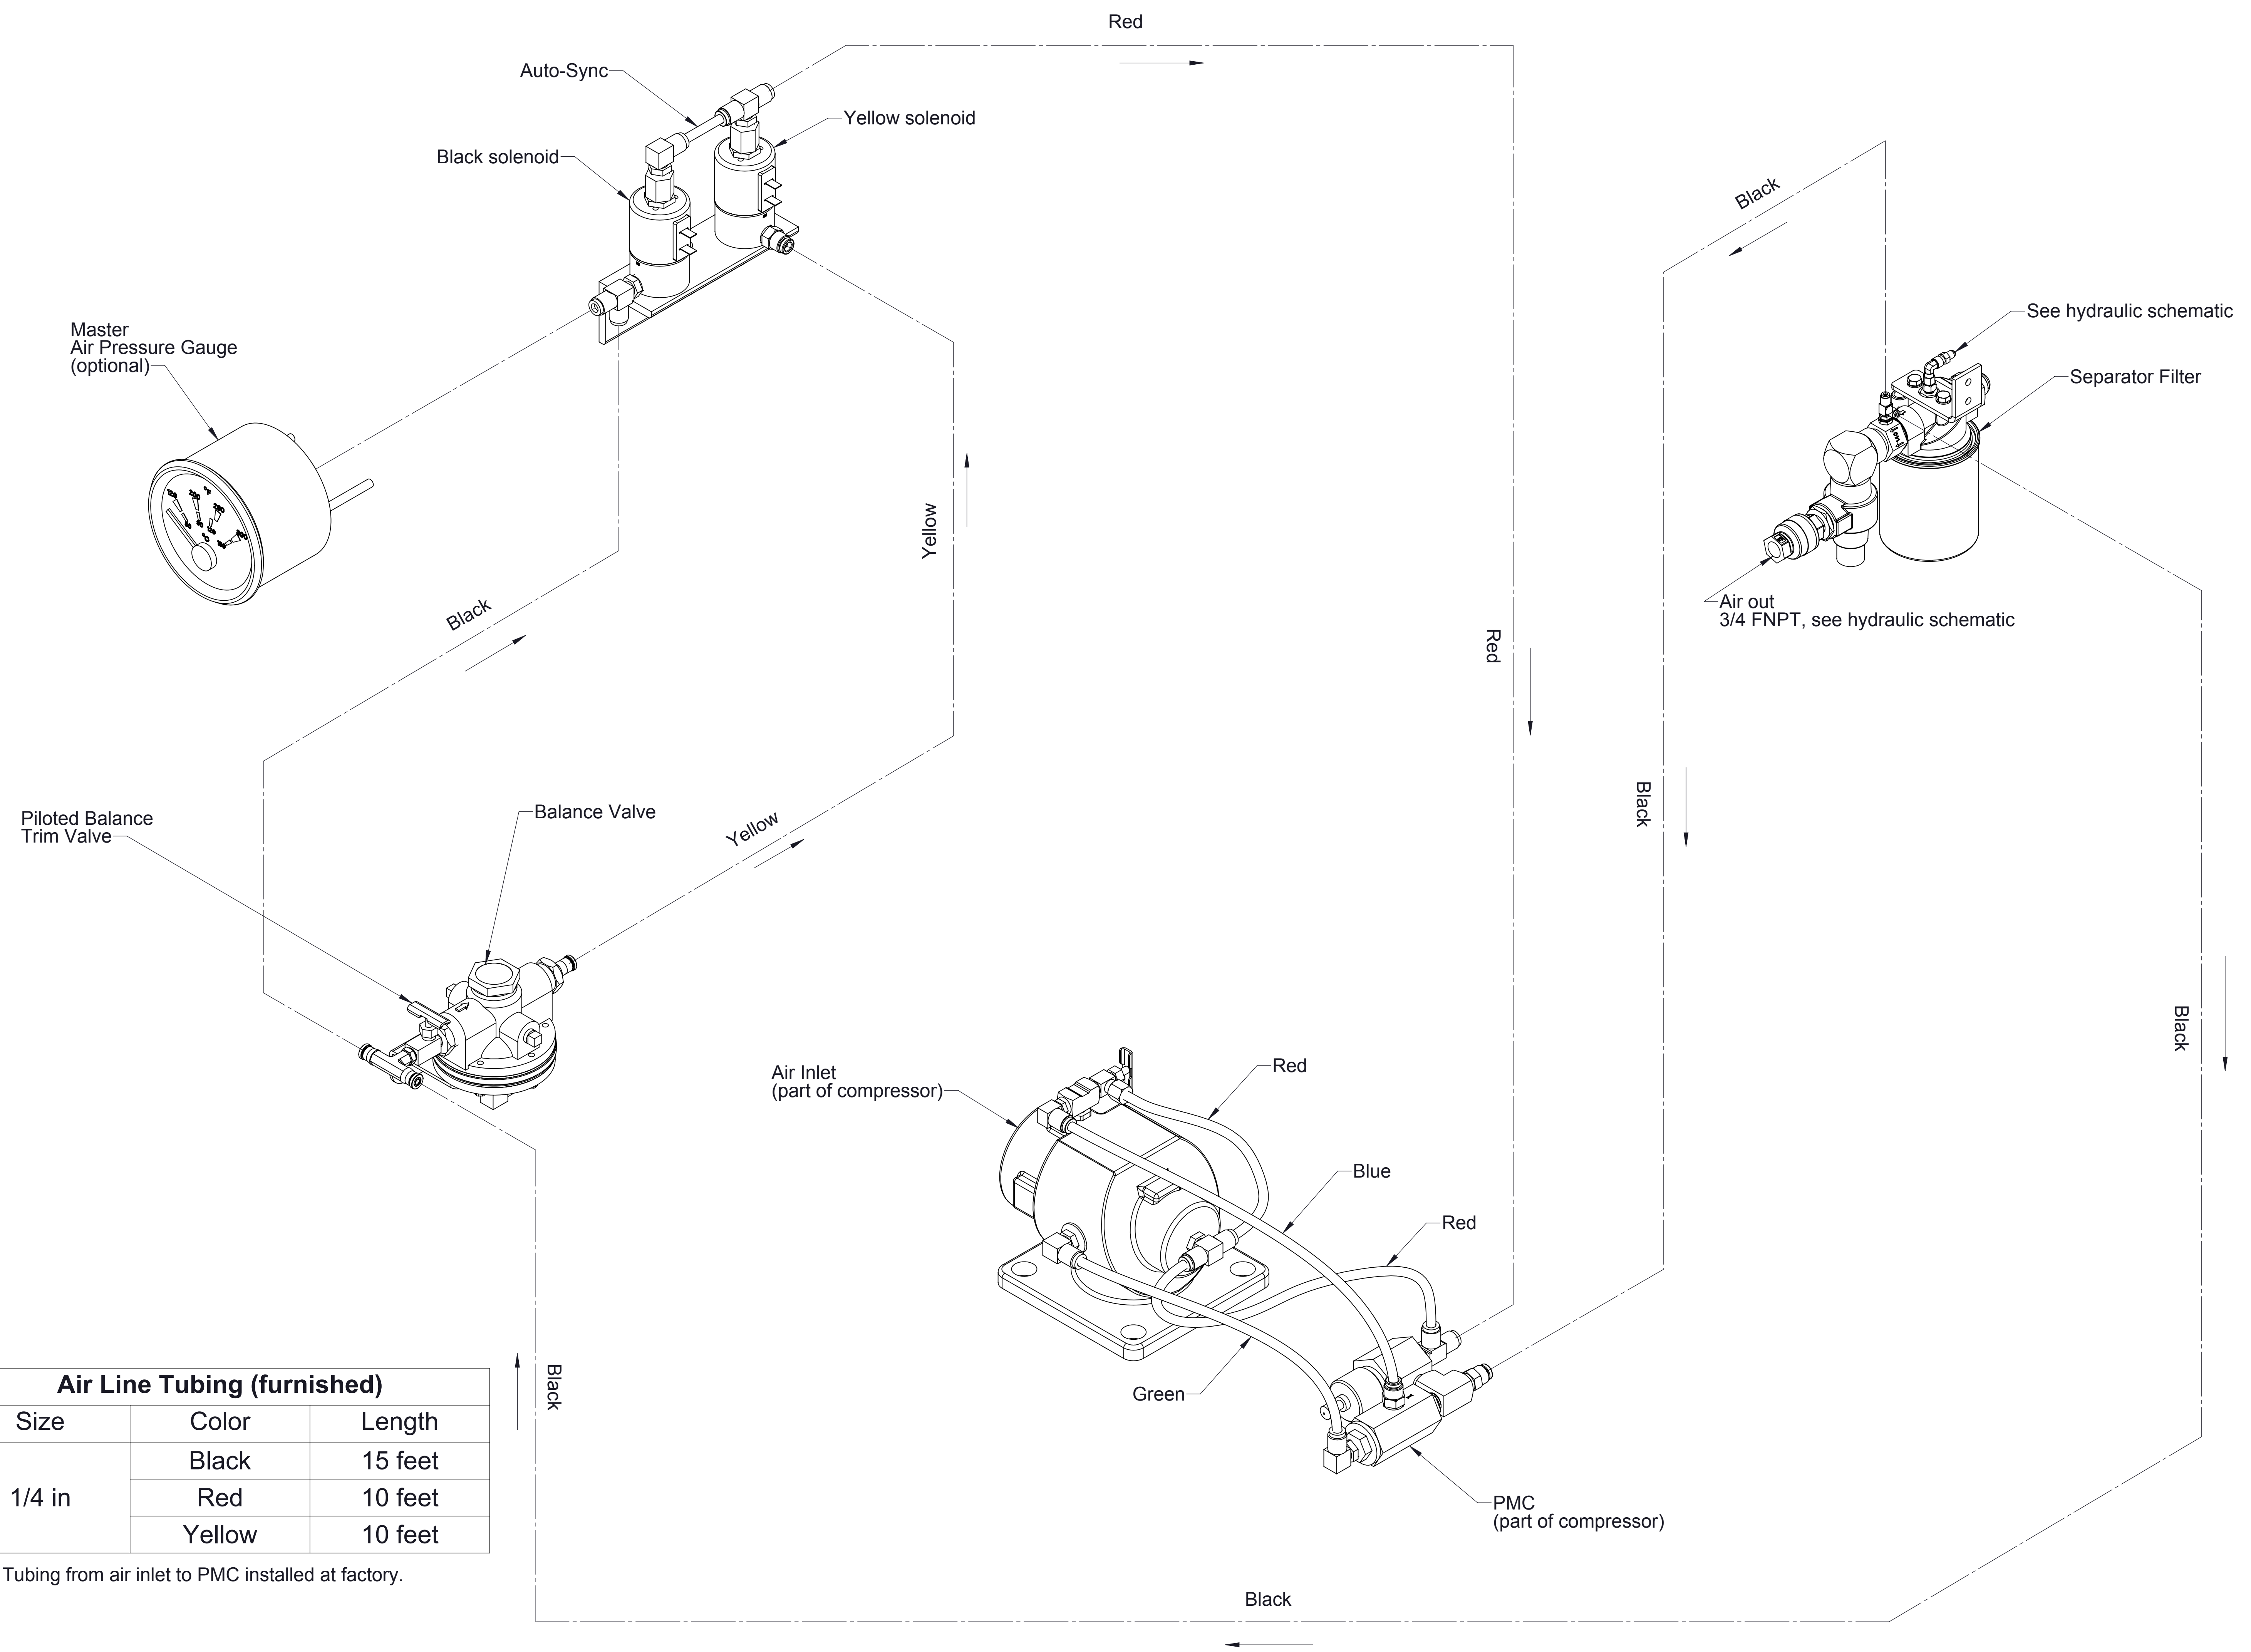 Red
Auto-Sync
Yellow solenoid
Black solenoid
Black
See hydraulic schematic
Master
Air Pressure Gauge
(optional)
Separator Filter
Yellow
Air out
3/4 FNPT, see hydraulic schematic
Black
Red
Black
Piloted Balance
Trim Valve
Balance Valve
Yellow
Black
Air Inlet
(part of compressor)
Red
Blue
Red
Green
Black
PMC
(part of compressor)
Air Line Tubing (furnished)
Size Color Length
1/4 in
Black 15 feet
Red 10 feet
Yellow 10 feet
Tubing from air inlet to PMC installed at factory.
Black